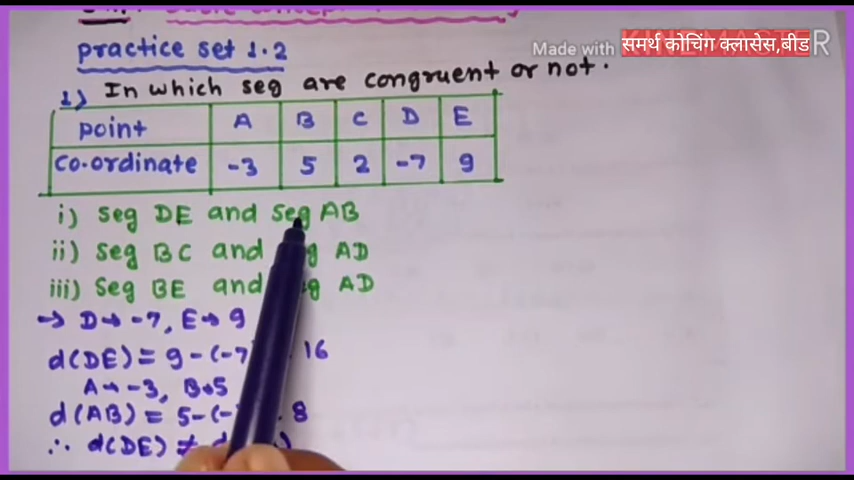 practice set 1.2
Made with KINEMASTER
समर्थ कोचिंग क्लासेस,बीड
1) In which seg are congruent or not.
point A B C D E
co-ordinate -3 5 2 -7 9
i) seg DE and seg AB
ii) seg BC and AD
iii) seg BE and AD
→ D→ -7, E→ 9
d(DE) = 9-(-7) 16
A→ -3, B→5
d(AB) = 5-(- 8
∴ d(DE) ≠